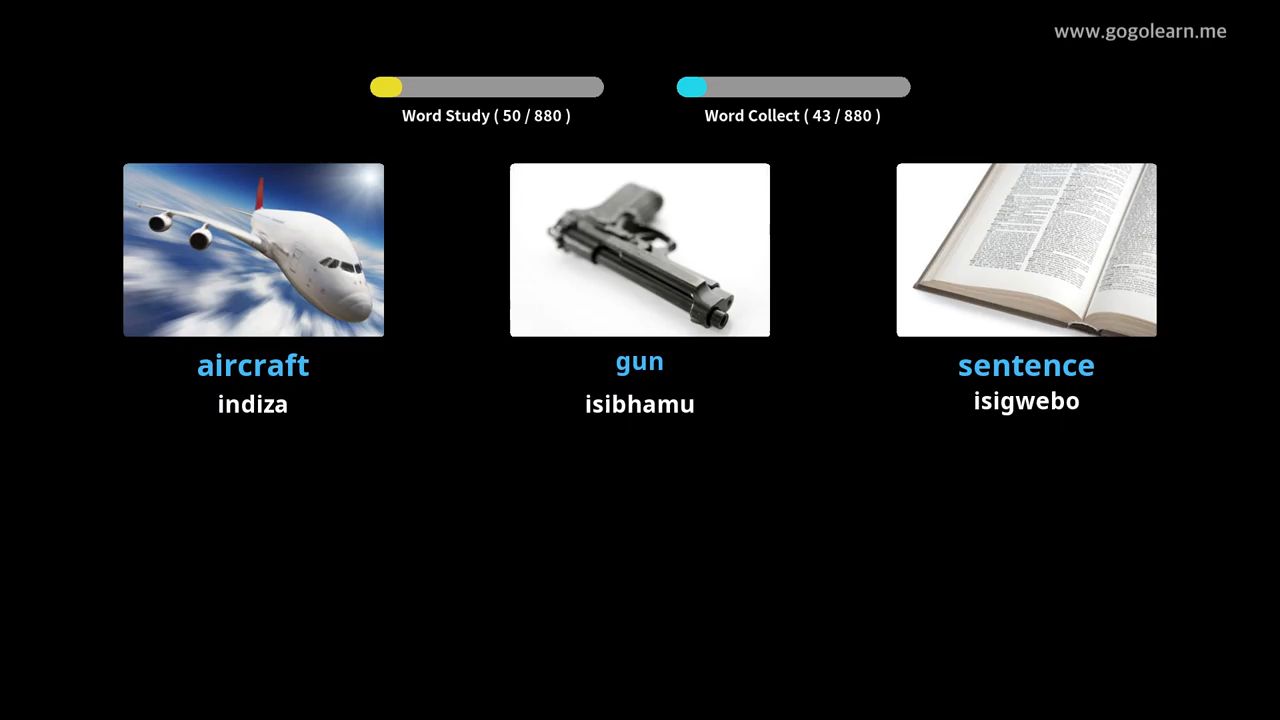 www.gogolearn.me
Word Study ( 50 / 880 )
Word Collect ( 43 / 880 )
aircraft
indiza
gun
isibhamu
sentence
isigwebo